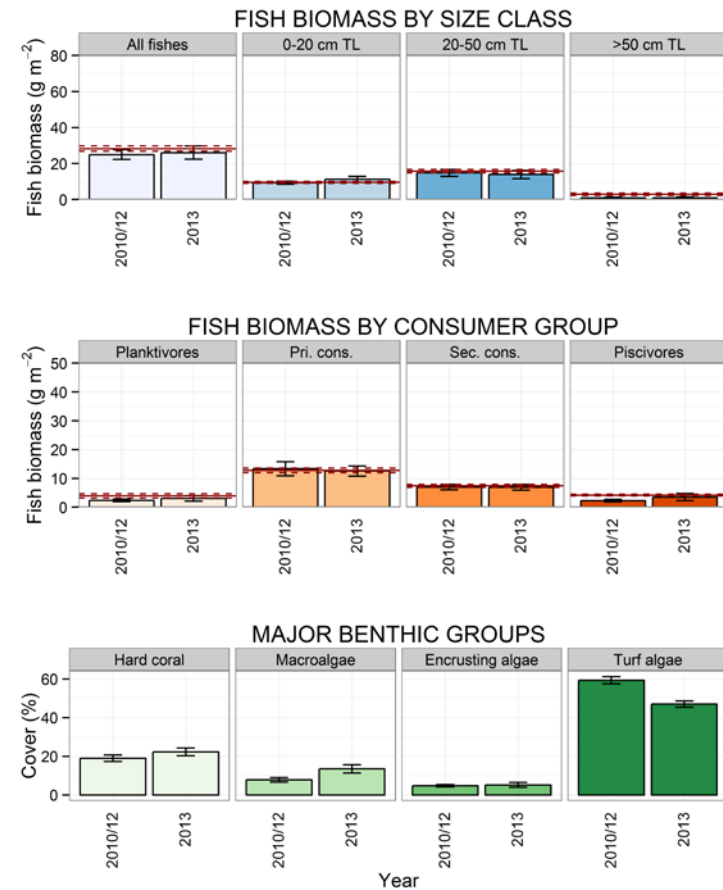 FISH BIOMASS BY SIZE CLASS
All fishes 0-20 cm TL 20-50 cm TL >50 cm TL
Fish biomass (g m⁻²)
80
60
40
20
0
2010/12 2013 2010/12 2013 2010/12 2013 2010/12 2013
FISH BIOMASS BY CONSUMER GROUP
Planktivores Pri. cons. Sec. cons. Piscivores
Fish biomass (g m⁻²)
50
40
30
20
10
0
2010/12 2013 2010/12 2013 2010/12 2013 2010/12 2013
MAJOR BENTHIC GROUPS
Hard coral Macroalgae Encrusting algae Turf algae
Cover (%)
60
40
20
0
2010/12 2013 2010/12 2013 2010/12 2013 2010/12 2013
Year